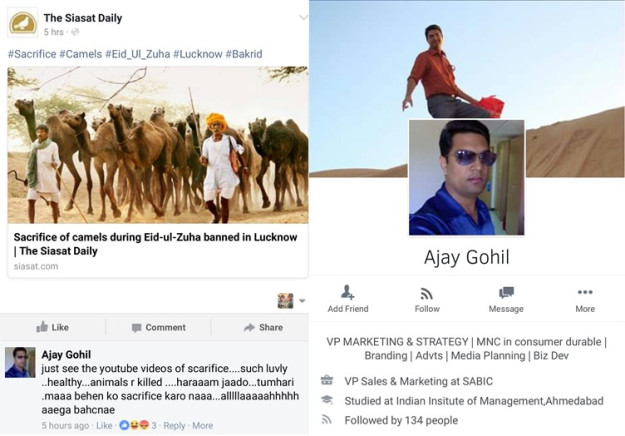 The Siasat Daily
5 hrs ·
#Sacrifice #Camels #Eid_Ul_Zuha #Lucknow #Bakrid
Sacrifice of camels during Eid-ul-Zuha banned in Lucknow
| The Siasat Daily
siasat.com
Like Comment Share
Ajay Gohil
just see the youtube videos of scarifice....such luvly
..healthy...animals r killed ....haraaam jaado...tumhari
.maaa behen ko sacrifice karo naaa...allllaaaaahhhhh
aaega bahcnae
5 hours ago · Like · 3 · Reply · More
Ajay Gohil
Add Friend Follow Message More
VP MARKETING & STRATEGY | MNC in consumer durable |
Branding | Advts | Media Planning | Biz Dev
VP Sales & Marketing at SABIC
Studied at Indian Insitute of Management,Ahmedabad
Followed by 134 people